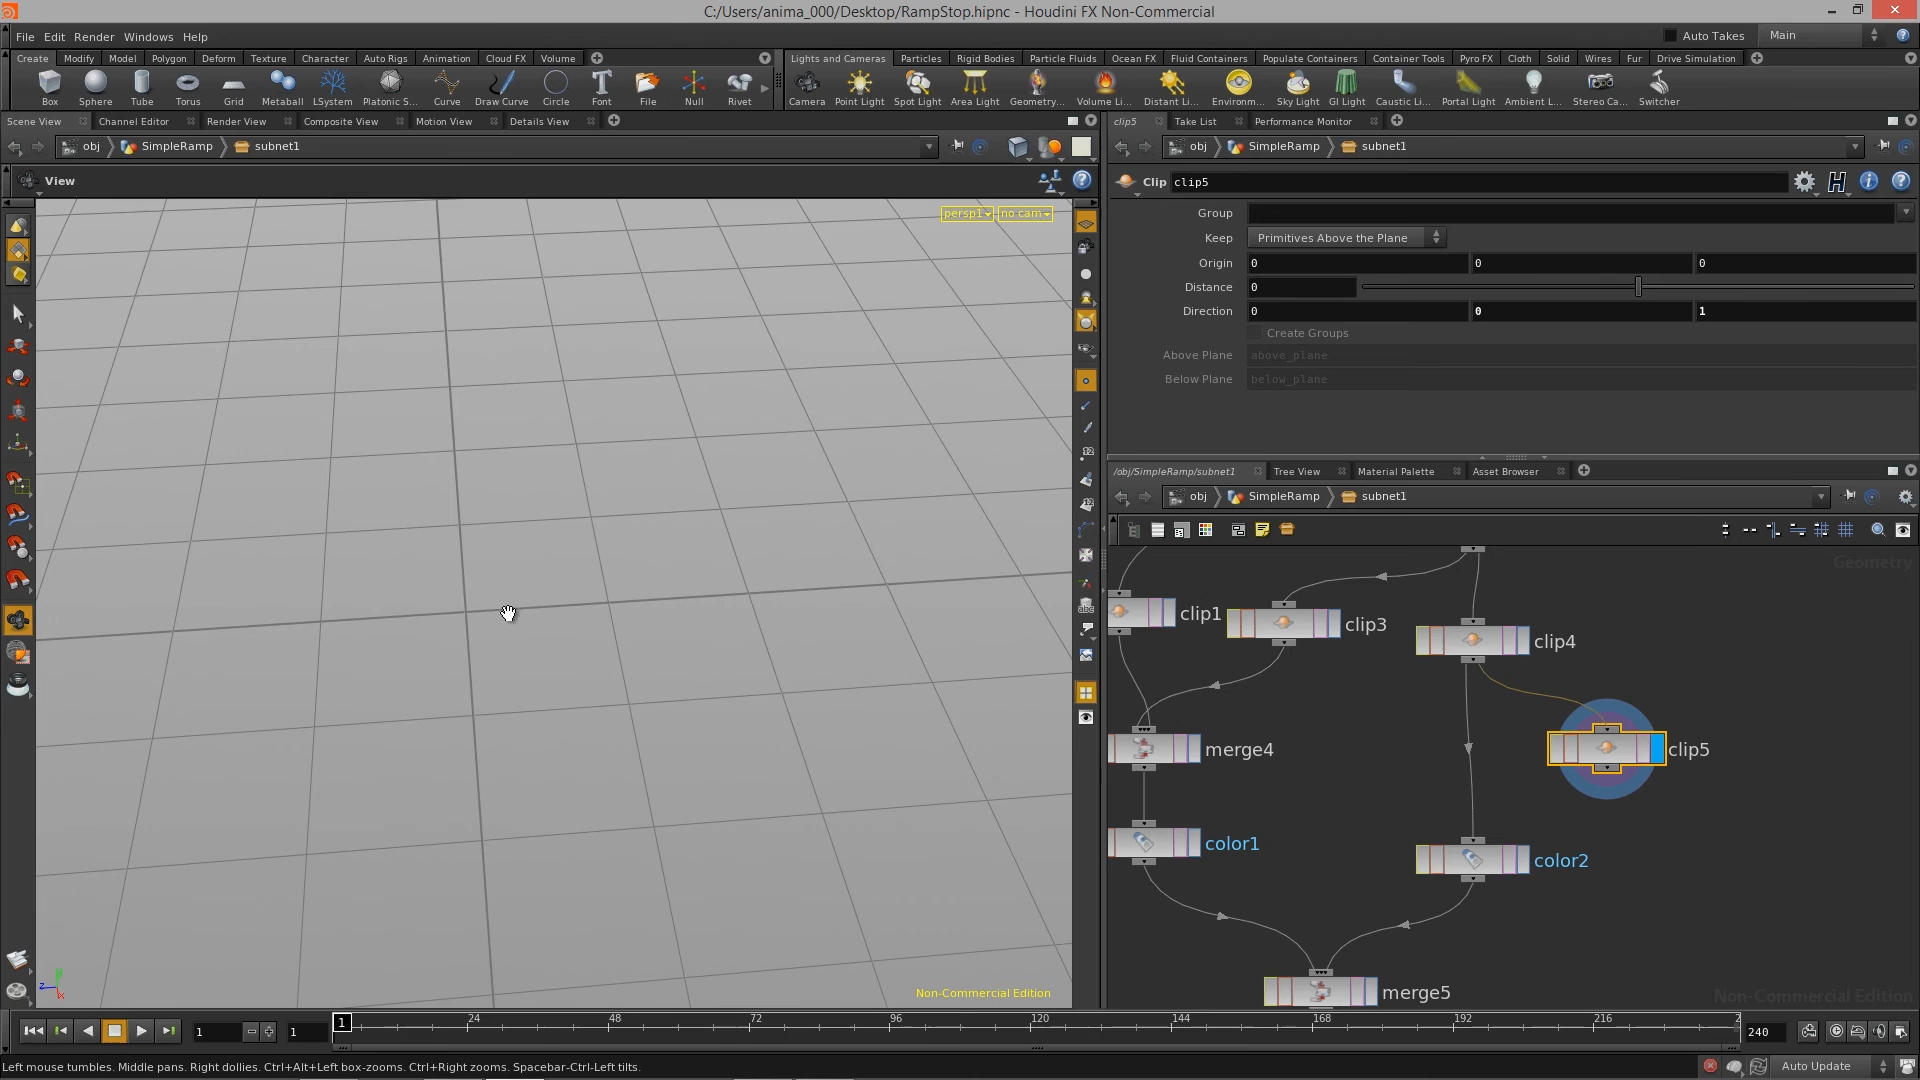 C:/Users/anima_000/Desktop/RampStop.hipnc - Houdini FX Non-Commercial
File Edit Render Windows Help
Auto Takes Main
Create Modify Model Polygon Deform Texture Character Auto Rigs Animation Cloud FX Volume
Lights and Cameras Particles Rigid Bodies Particle Fluids Ocean FX Fluid Containers Populate Containers Container Tools Pyro FX Cloth Solid Wires Fur Drive Simulation
Box Sphere Tube Torus Grid Metaball LSystem Platonic S... Curve Draw Curve Circle Font File Null Rivet
Camera Point Light Spot Light Area Light Geometry... Volume Li... Distant Li... Environm... Sky Light GI Light Caustic Li... Portal Light Ambient L... Stereo Ca... Switcher
Scene View Channel Editor Render View Composite View Motion View Details View
clip5 Take List Performance Monitor
obj SimpleRamp subnet1
obj SimpleRamp subnet1
View
Clip clip5
persp1 no cam
Group
Keep Primitives Above the Plane
Origin 0 0 0
Distance 0
Direction 0 0 1
Create Groups
Above Plane above_plane
Below Plane below_plane
/obj/SimpleRamp/subnet1 Tree View Material Palette Asset Browser
obj SimpleRamp subnet1
Geometry
clip1
clip3
clip4
merge4
clip5
color1
color2
merge5
Non-Commercial Edition
Non-Commercial Edition
1 1 1 24 48 72 96 120 144 168 192 216 2 240
Left mouse tumbles. Middle pans. Right dollies. Ctrl+Alt+Left box-zooms. Ctrl+Right zooms. Spacebar-Ctrl-Left tilts.
Auto Update